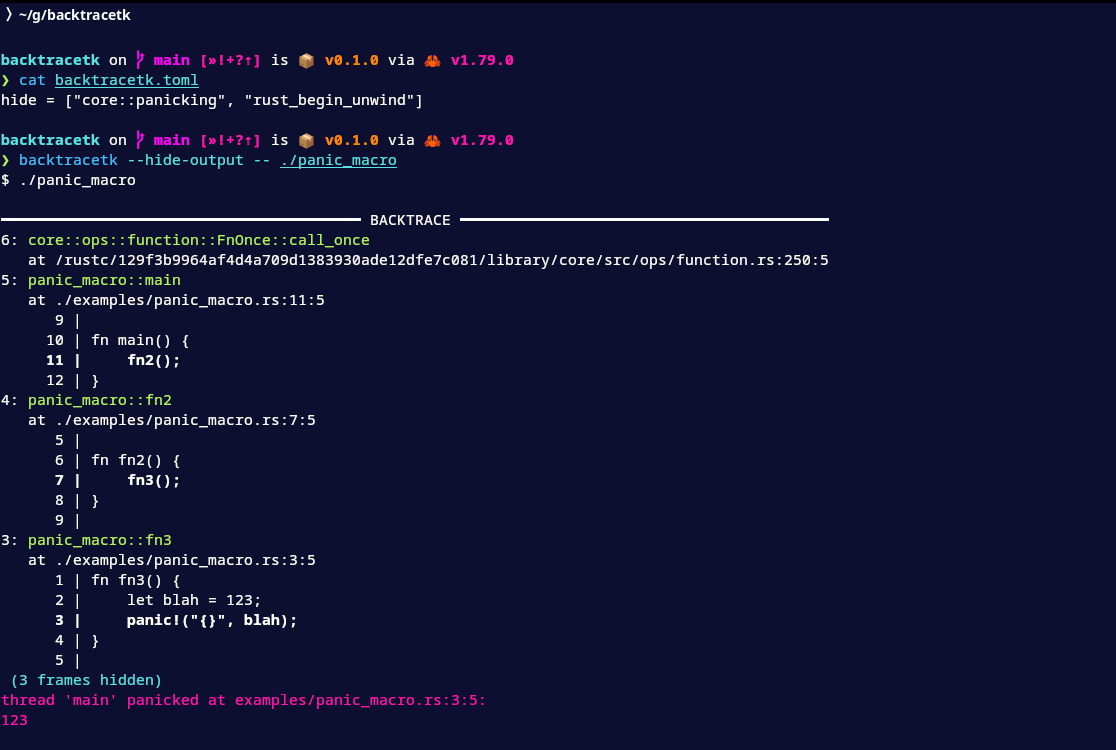 ❯ ~/g/backtracetk
backtracetk on main [»!+?⇡] is 📦 v0.1.0 via 🦀 v1.79.0
❯ cat backtracetk.toml
hide = ["core::panicking", "rust_begin_unwind"]
backtracetk on main [»!+?⇡] is 📦 v0.1.0 via 🦀 v1.79.0
❯ backtracetk --hide-output -- ./panic_macro
$ ./panic_macro
BACKTRACE
6: core::ops::function::FnOnce::call_once
   at /rustc/129f3b9964af4d4a709d1383930ade12dfe7c081/library/core/src/ops/function.rs:250:5
5: panic_macro::main
   at ./examples/panic_macro.rs:11:5
      9 |
     10 | fn main() {
     11 |     fn2();
     12 | }
4: panic_macro::fn2
   at ./examples/panic_macro.rs:7:5
      5 |
      6 | fn fn2() {
      7 |     fn3();
      8 | }
      9 |
3: panic_macro::fn3
   at ./examples/panic_macro.rs:3:5
      1 | fn fn3() {
      2 |     let blah = 123;
      3 |     panic!("{}", blah);
      4 | }
      5 |
 (3 frames hidden)
thread 'main' panicked at examples/panic_macro.rs:3:5:
123